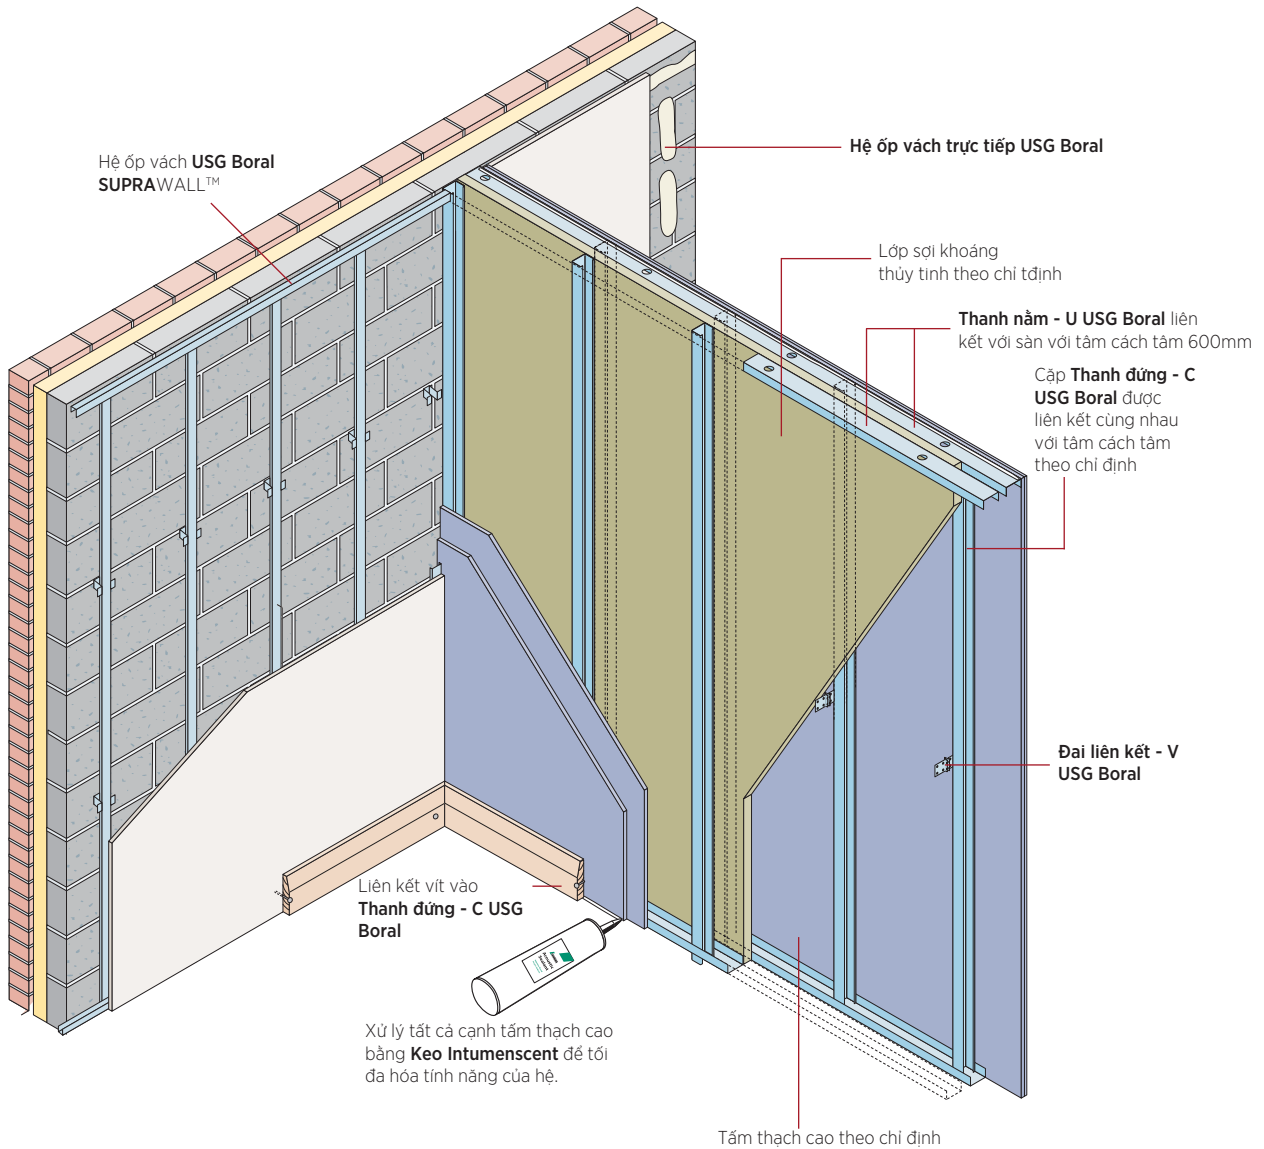 Hệ ốp vách trực tiếp USG Boral
Hệ ốp vách USG Boral
SUPRAWALL™
Lớp sợi khoáng
thủy tinh theo chỉ tđịnh
Thanh nằm - U USG Boral liên
kết với sàn với tâm cách tâm 600mm
Cặp Thanh đứng - C
USG Boral được
liên kết cùng nhau
với tâm cách tâm
theo chỉ định
Đai liên kết - V
USG Boral
Liên kết vít vào
Thanh đứng - C USG
Boral
Xử lý tất cả cạnh tấm thạch cao
bằng Keo Intumenscent để tối
đa hóa tính năng của hệ.
Tấm thạch cao theo chỉ định